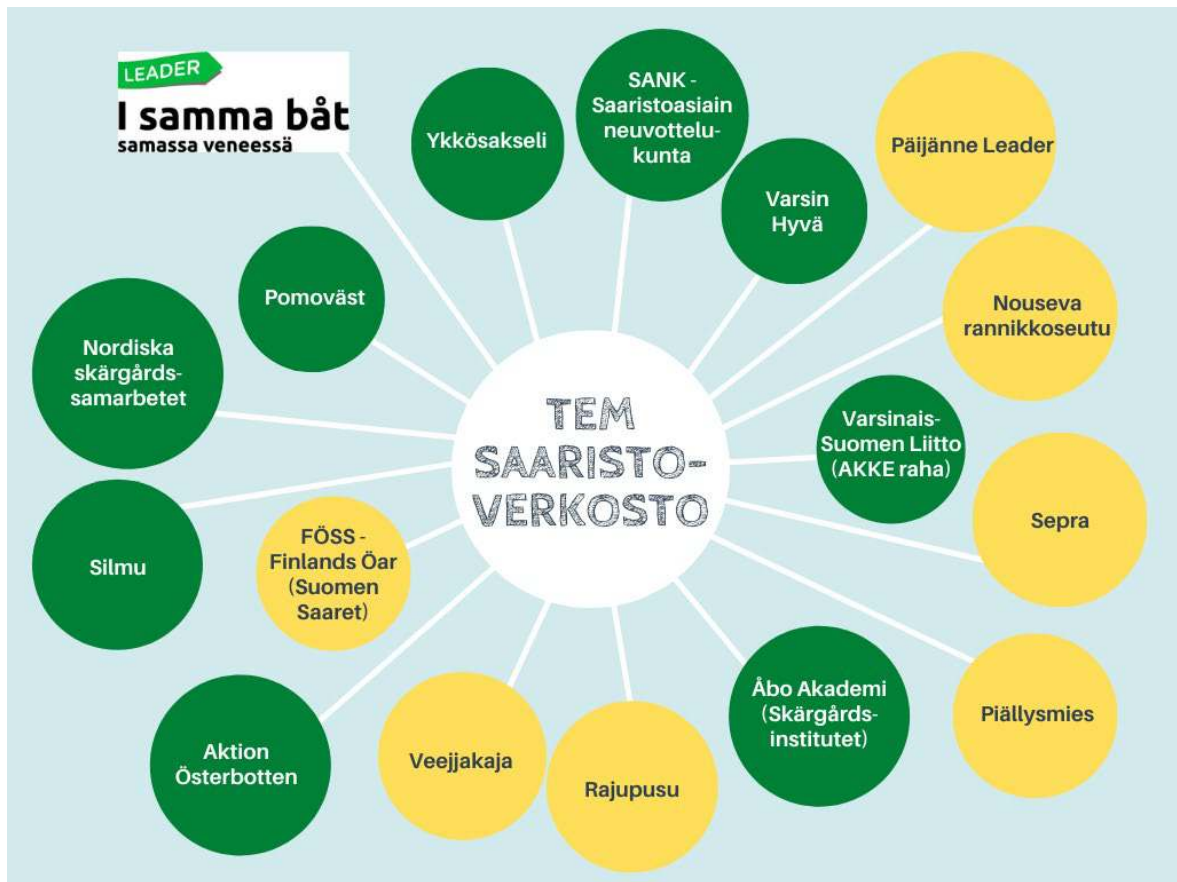 LEADER
I samma båt
samassa veneessä
Ykkösakseli
SANK -
Saaristoasiain
neuvottelu-
kunta
Varsin
Hyvä
Päijänne Leader
Pomoväst
Nouseva
rannikkoseutu
Nordiska
skärgårds-
samarbetet
TEM
SAARISTO-
VERKOSTO
Varsinais-
Suomen Liitto
(AKKE raha)
Silmu
FÖSS -
Finlands Öar
(Suomen
Saaret)
Sepra
Aktion
Österbotten
Veejjakaja
Rajupusu
Åbo Akademi
(Skärgårds-
institutet)
Piällysmies